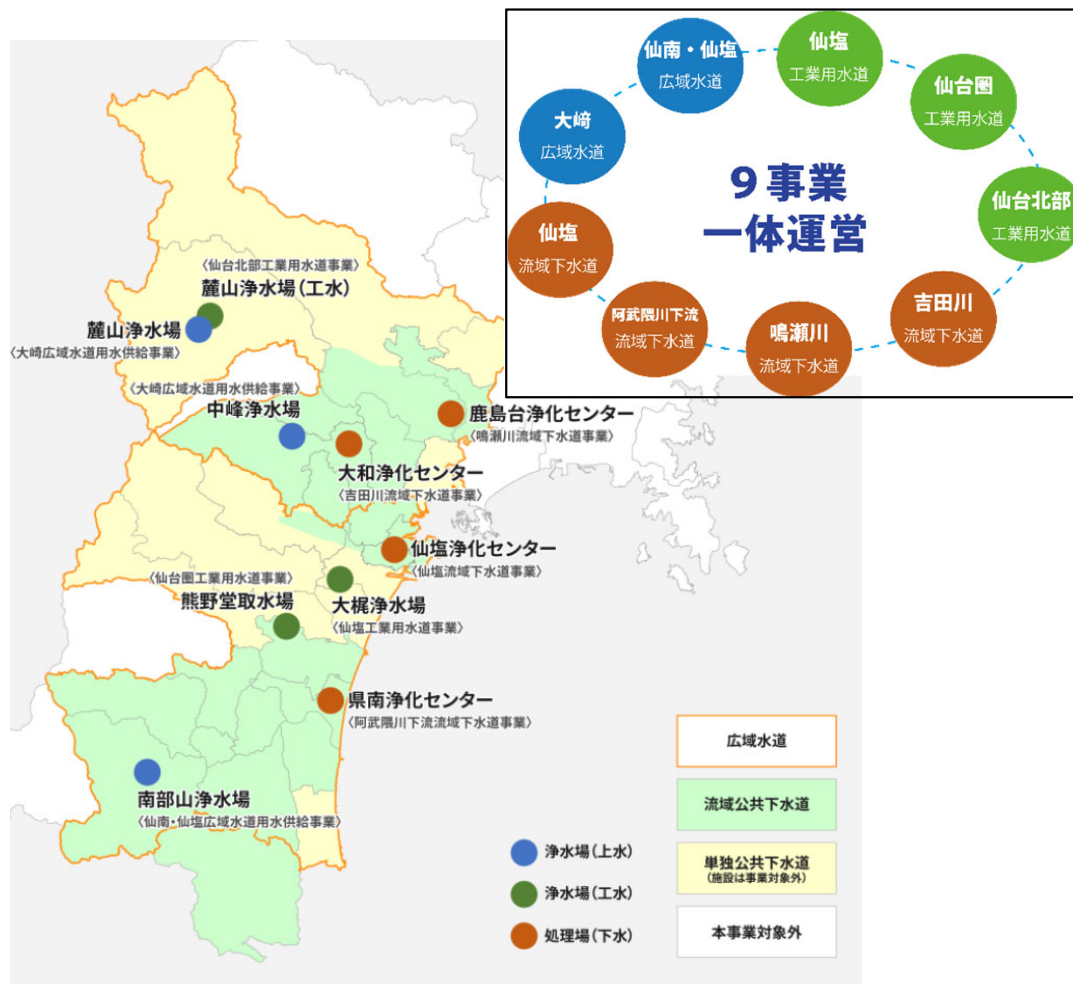 仙南・仙塩
広域水道
仙塩
工業用水道
仙台圏
工業用水道
大崎
広域水道
9事業
一体運営
仙台北部
工業用水道
仙塩
流域下水道
阿武隈川下流
流域下水道
鳴瀬川
流域下水道
吉田川
流域下水道
〈仙台北部工業用水道事業〉
麓山浄水場(工水)
麓山浄水場
〈大崎広域水道用水供給事業〉
〈大崎広域水道用水供給事業〉
中峰浄水場
鹿島台浄化センター
〈鳴瀬川流域下水道事業〉
大和浄化センター
〈吉田川流域下水道事業〉
仙塩浄化センター
〈仙塩流域下水道事業〉
〈仙台圏工業用水道事業〉
熊野堂取水場
大梶浄水場
〈仙塩工業用水道事業〉
県南浄化センター
〈阿武隈川下流流域下水道事業〉
南部山浄水場
〈仙南・仙塩広域水道用水供給事業〉
浄水場(上水)
浄水場(工水)
処理場(下水)
広域水道
流域公共下水道
単独公共下水道
(施設は事業対象外)
本事業対象外